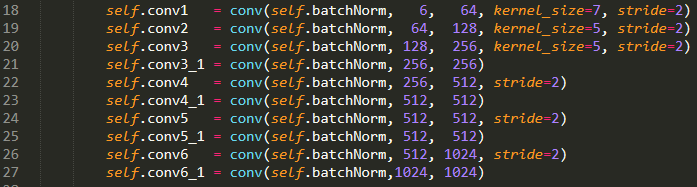 18 self.conv1   = conv(self.batchNorm,   6,   64, kernel_size=7, stride=2)
19 self.conv2   = conv(self.batchNorm,  64,  128, kernel_size=5, stride=2)
20 self.conv3   = conv(self.batchNorm, 128,  256, kernel_size=5, stride=2)
21 self.conv3_1 = conv(self.batchNorm, 256,  256)
22 self.conv4   = conv(self.batchNorm, 256,  512, stride=2)
23 self.conv4_1 = conv(self.batchNorm, 512,  512)
24 self.conv5   = conv(self.batchNorm, 512,  512, stride=2)
25 self.conv5_1 = conv(self.batchNorm, 512,  512)
26 self.conv6   = conv(self.batchNorm, 512, 1024, stride=2)
27 self.conv6_1 = conv(self.batchNorm,1024, 1024)